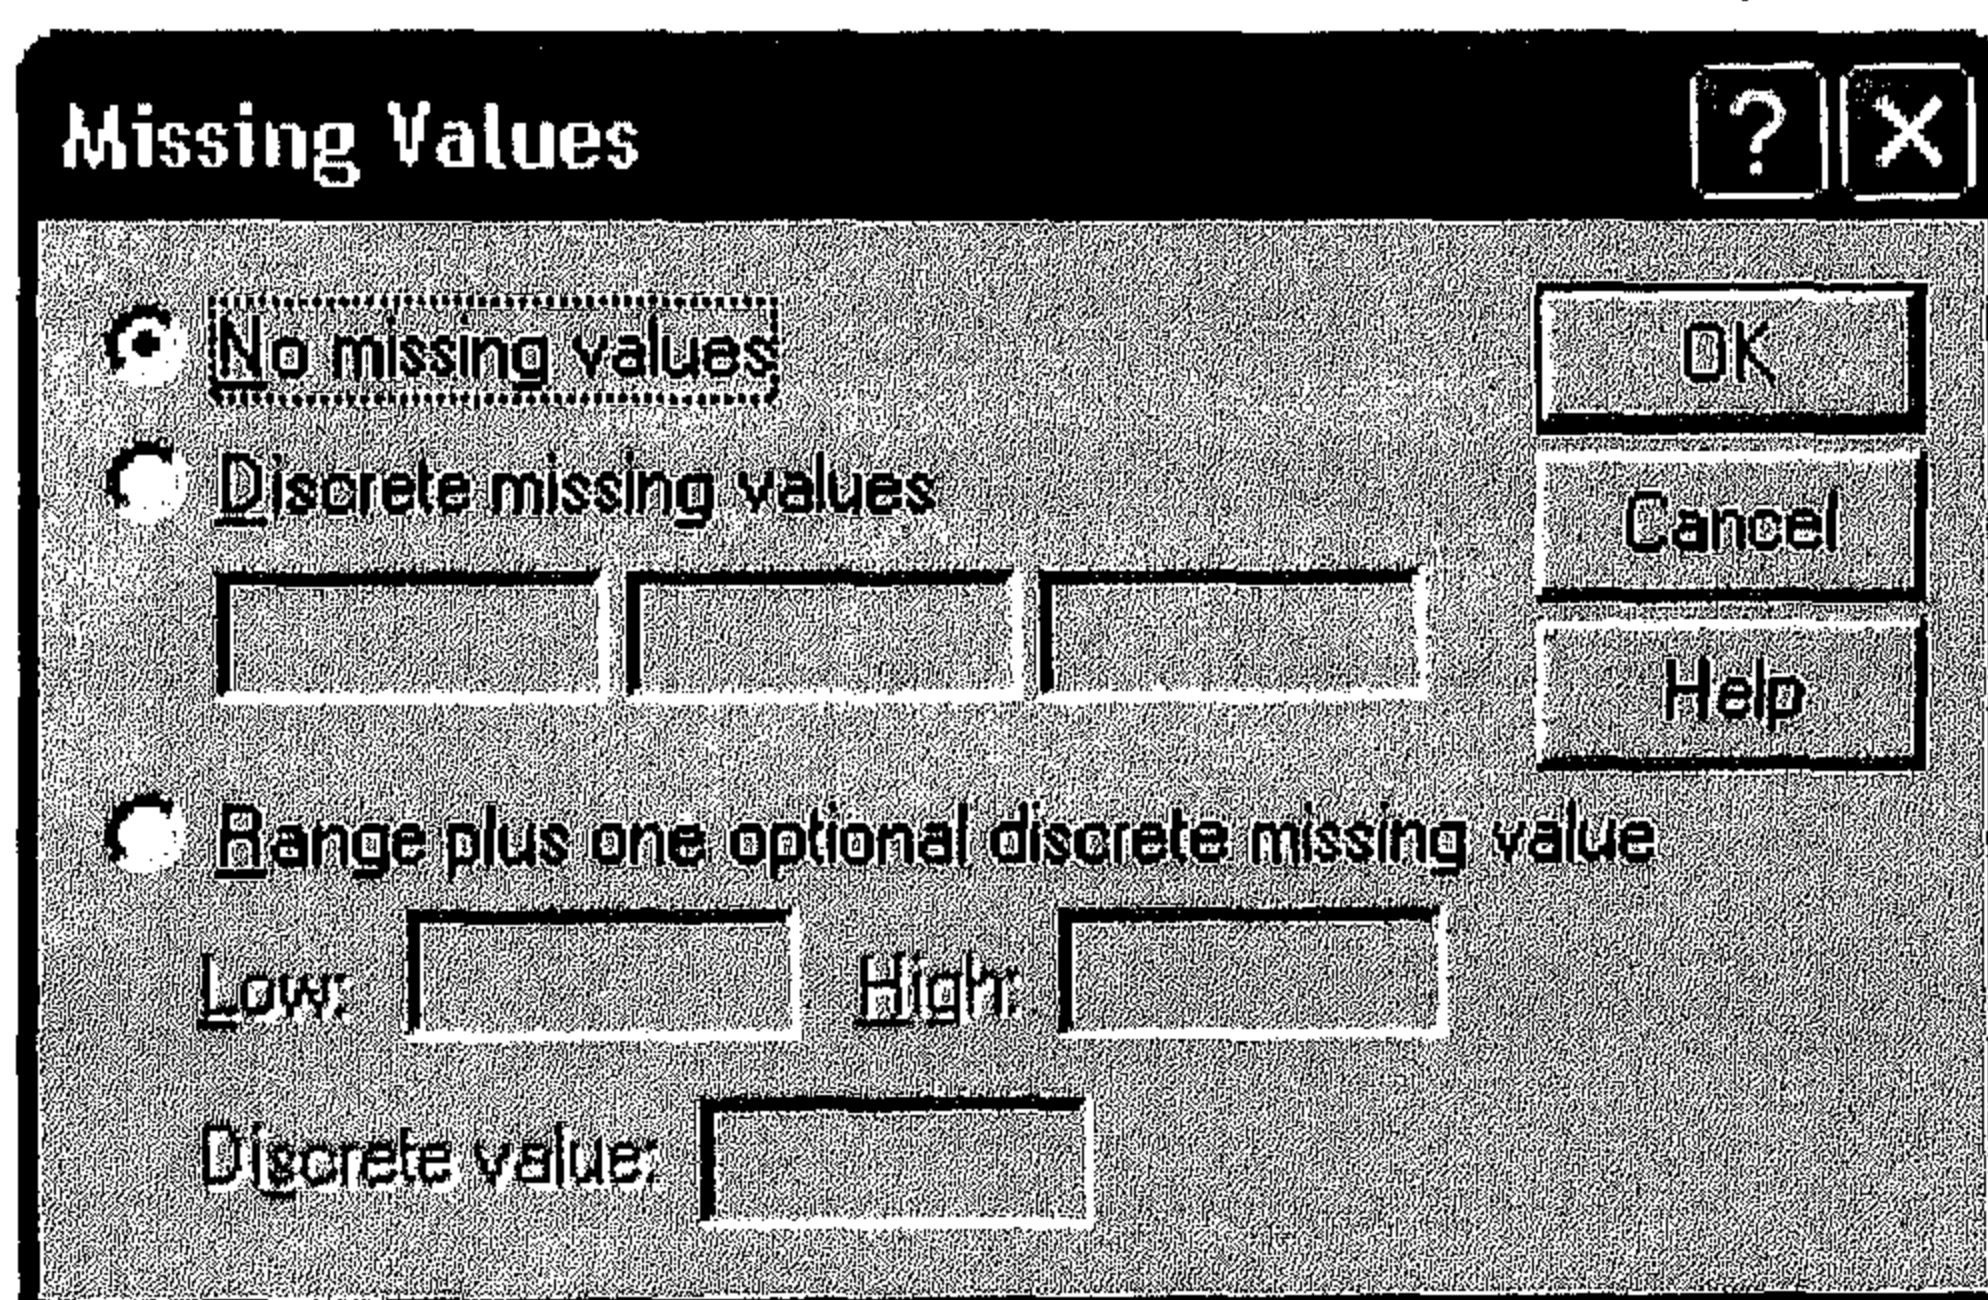 Missing Values
No missing values
Discrete missing values
Range plus one optional discrete missing value
Low: High:
Discrete value:
OK
Cancel
Help